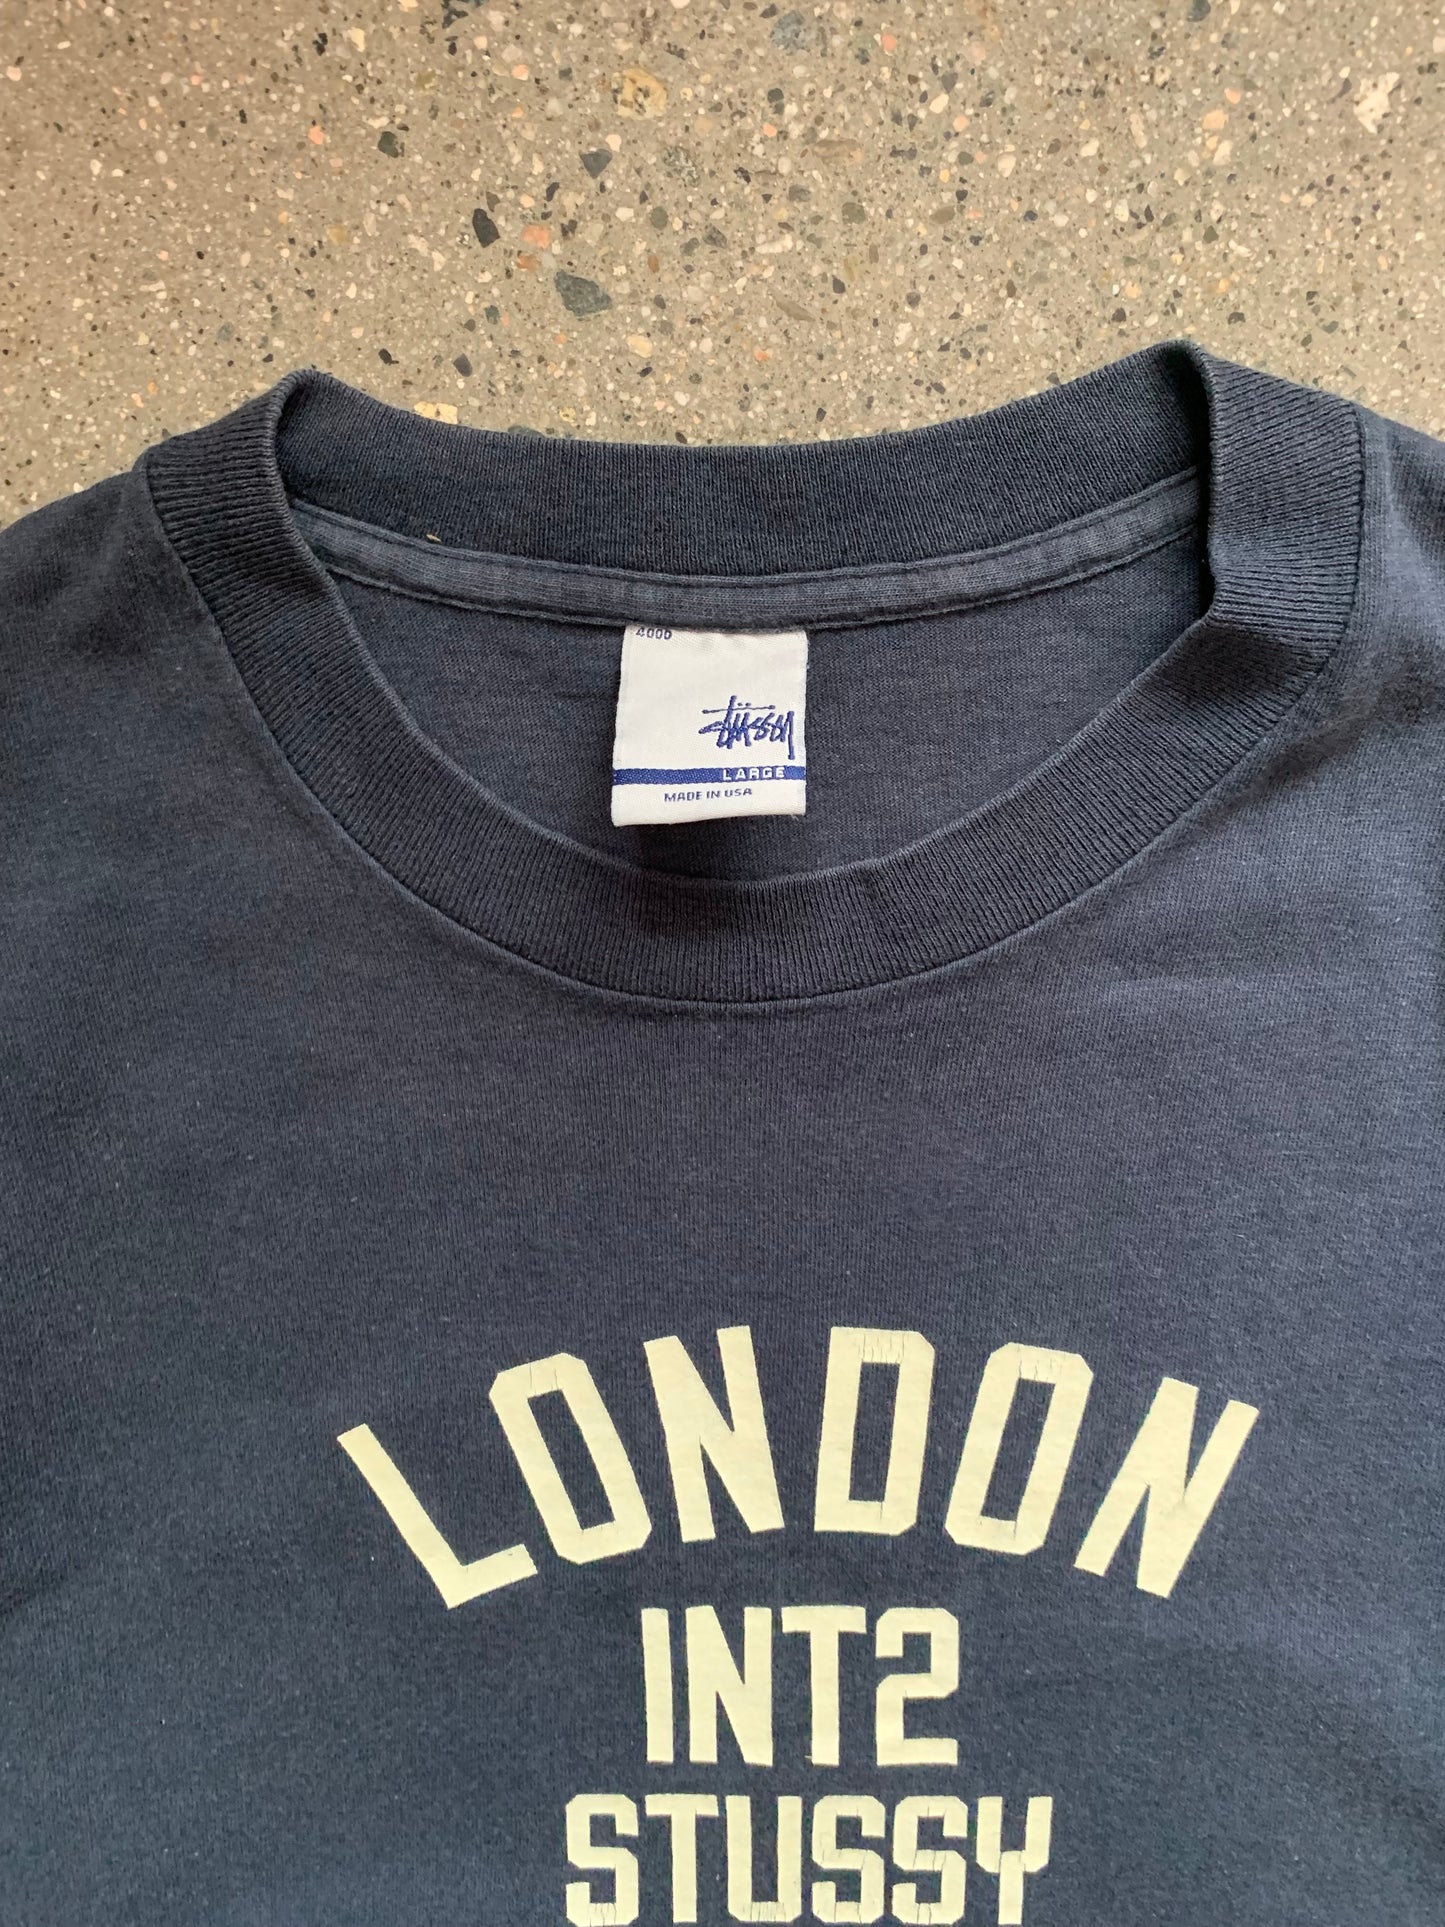 4000
Stüssy
LARGE
MADE IN USA
LONDON
INT2
STUSSY